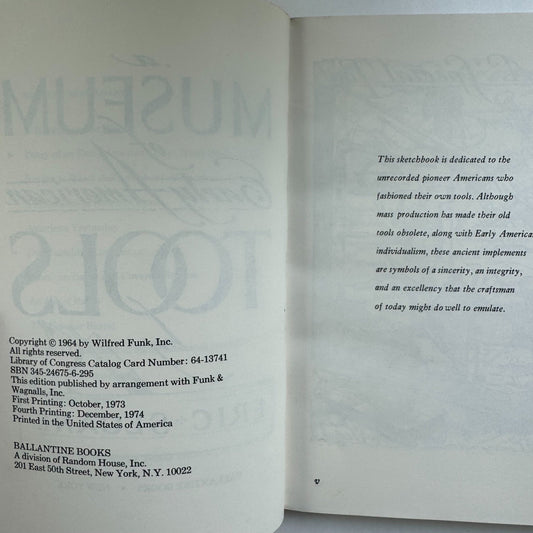 Copyright © 1964 by Wilfred Funk, Inc.
All rights reserved.
Library of Congress Catalog Card Number: 64-13741
SBN 345-24675-6-295
This edition published by arrangement with Funk &
Wagnalls, Inc.
First Printing: October, 1973
Fourth Printing: December, 1974
Printed in the United States of America
BALLANTINE BOOKS
A division of Random House, Inc.
201 East 50th Street, New York, N.Y. 10022
This sketchbook is dedicated to the
unrecorded pioneer Americans who
fashioned their own tools. Although
mass production has made their old
tools obsolete, along with Early American
individualism, these ancient implements
are symbols of a sincerity, an integrity,
and an excellency that the craftsman
of today might do well to emulate.
v
a
MUSEUM
of
American
TOOLS